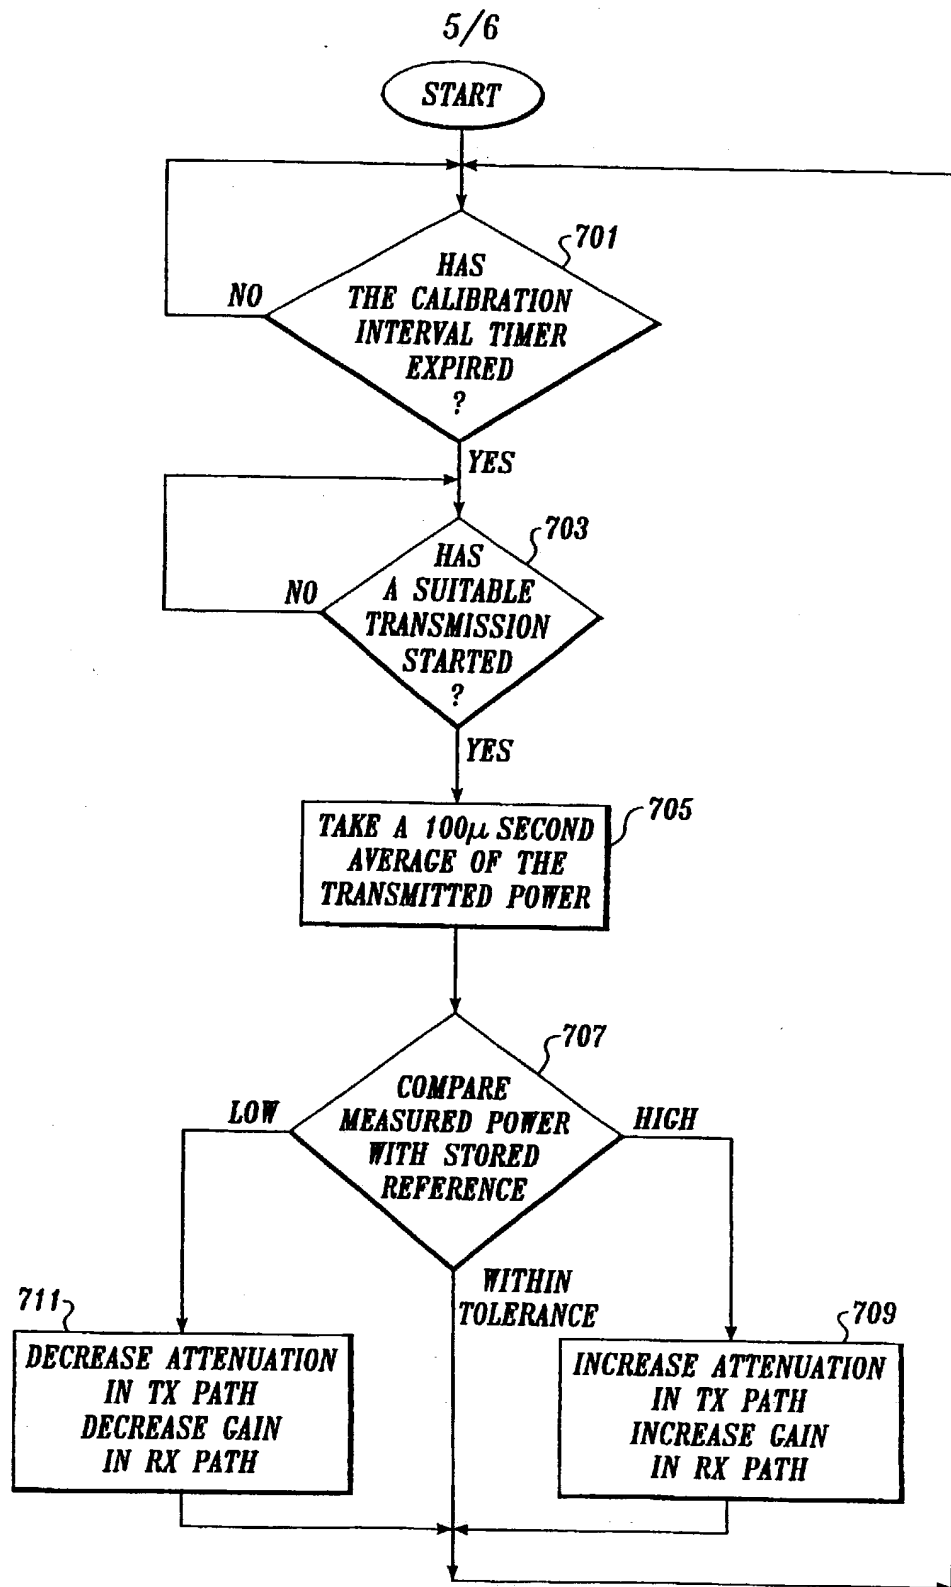 5/6
START
701
HAS
THE CALIBRATION
INTERVAL TIMER
EXPIRED
?
NO
YES
703
HAS
A SUITABLE
TRANSMISSION
STARTED
?
NO
YES
705
TAKE A 100μ SECOND
AVERAGE OF THE
TRANSMITTED POWER
707
COMPARE
MEASURED POWER
WITH STORED
REFERENCE
LOW
HIGH
WITHIN
TOLERANCE
711
DECREASE ATTENUATION
IN TX PATH
DECREASE GAIN
IN RX PATH
709
INCREASE ATTENUATION
IN TX PATH
INCREASE GAIN
IN RX PATH